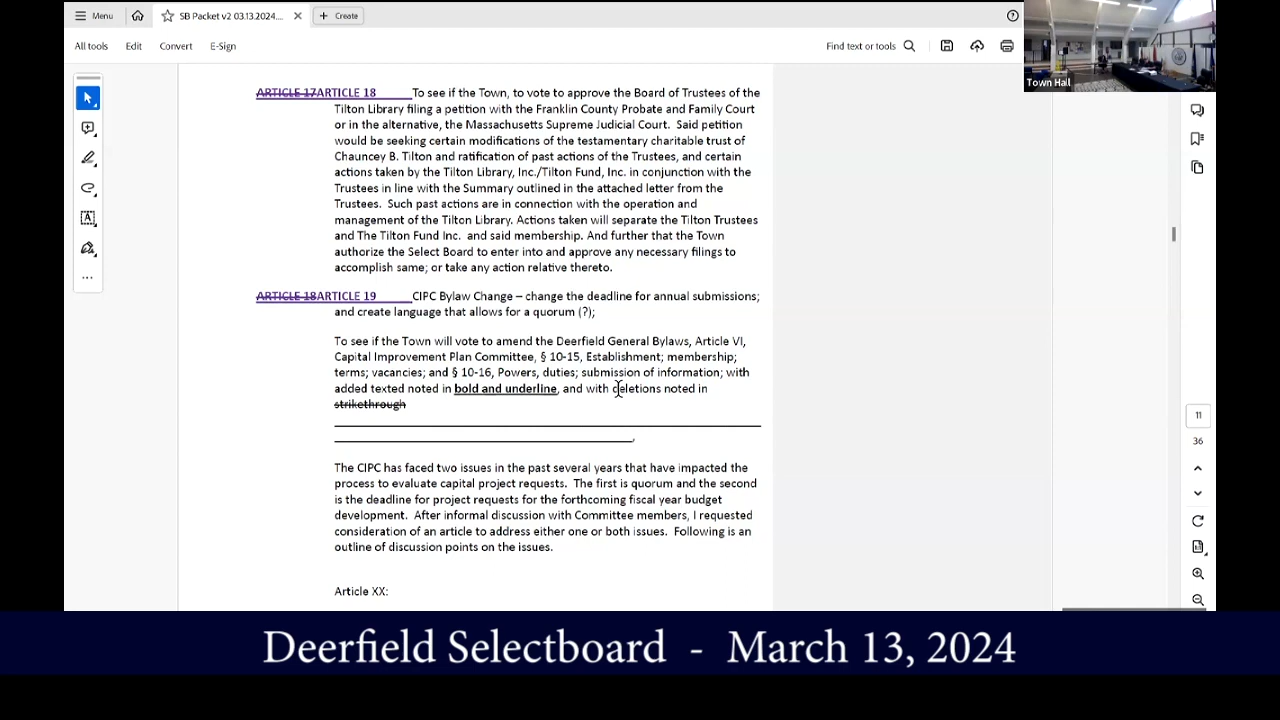 Menu
SB Packet v2 03.13.2024...
Create
All tools
Edit
Convert
E-Sign
Find text or tools
Town Hall
ARTICLE 17ARTICLE 18 To see if the Town, to vote to approve the Board of Trustees of the
Tilton Library filing a petition with the Franklin County Probate and Family Court
or in the alternative, the Massachusetts Supreme Judicial Court. Said petition
would be seeking certain modifications of the testamentary charitable trust of
Chauncey B. Tilton and ratification of past actions of the Trustees, and certain
actions taken by the Tilton Library, Inc./Tilton Fund, Inc. in conjunction with the
Trustees in line with the Summary outlined in the attached letter from the
Trustees. Such past actions are in connection with the operation and
management of the Tilton Library. Actions taken will separate the Tilton Trustees
and The Tilton Fund Inc. and said membership. And further that the Town
authorize the Select Board to enter into and approve any necessary filings to
accomplish same; or take any action relative thereto.
ARTICLE 18ARTICLE 19 CIPC Bylaw Change – change the deadline for annual submissions;
and create language that allows for a quorum (?);
To see if the Town will vote to amend the Deerfield General Bylaws, Article VI,
Capital Improvement Plan Committee, § 10-15, Establishment; membership;
terms; vacancies; and § 10-16, Powers, duties; submission of information; with
added texted noted in bold and underline, and with deletions noted in
strikethrough
,
The CIPC has faced two issues in the past several years that have impacted the
process to evaluate capital project requests. The first is quorum and the second
is the deadline for project requests for the forthcoming fiscal year budget
development. After informal discussion with Committee members, I requested
consideration of an article to address either one or both issues. Following is an
outline of discussion points on the issues.
Article XX:
11
36
Deerfield Selectboard - March 13, 2024